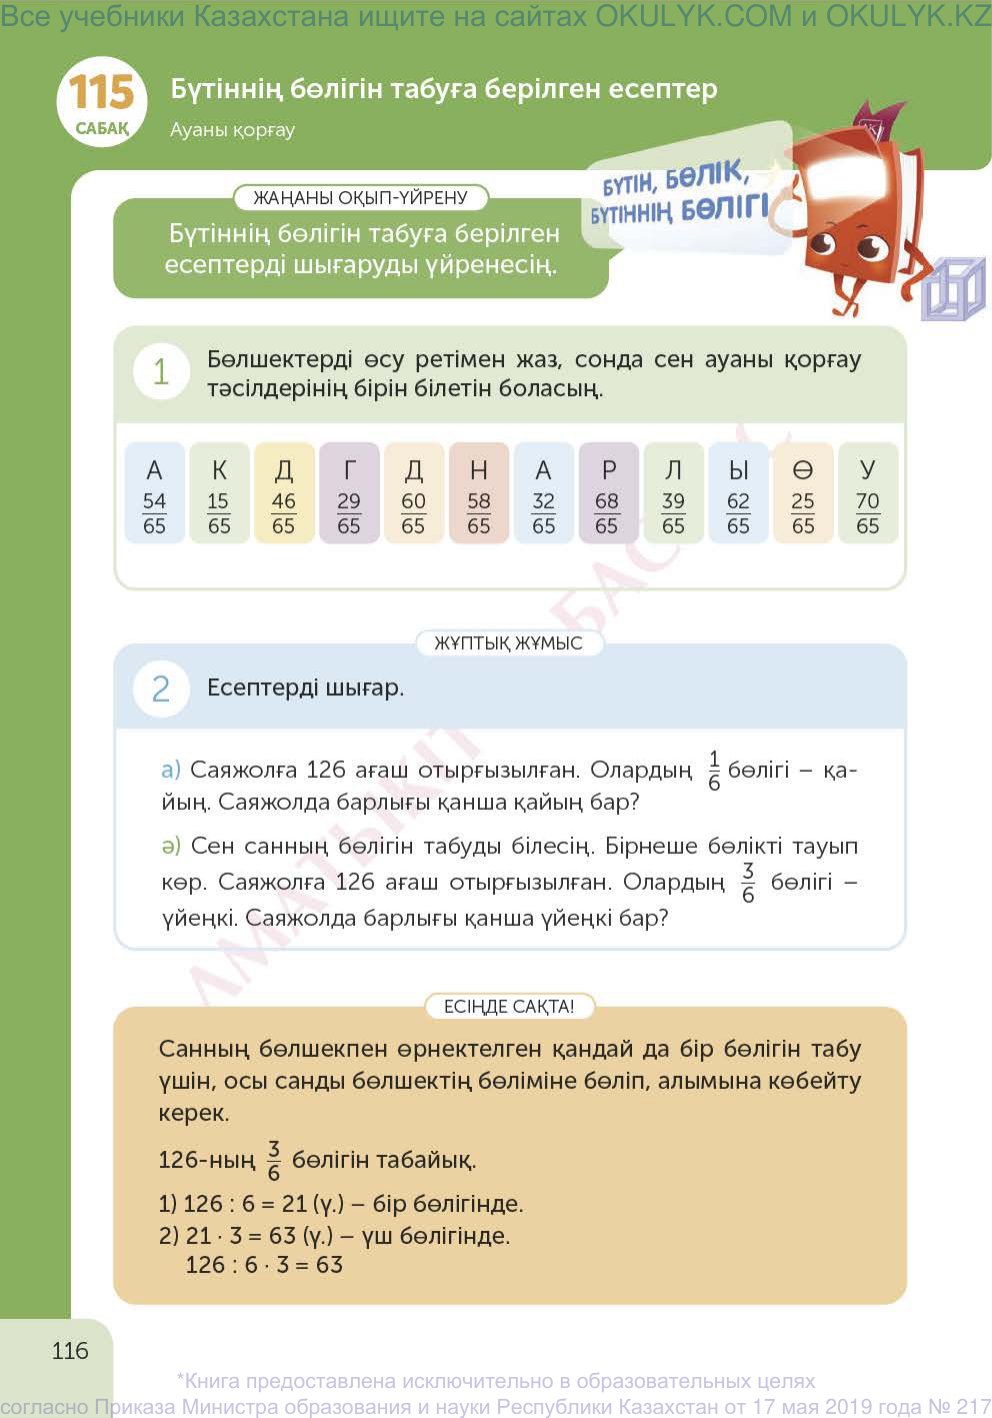 Все учебники Казахстана ищите на сайтах OKULYK.COM и OKULYK.KZ
115
САБАҚ
Бүтіннің бөлігін табуға берілген есептер
Ауаны қорғау
БҮТІН, БӨЛІК,
БҮТІННІҢ БӨЛІГІ
ЖАҢАНЫ ОҚЫП-ҮЙРЕНУ
Бүтіннің бөлігін табуға берілген
есептерді шығаруды үйренесің.
1
Бөлшектерді өсу ретімен жаз, сонда сен ауаны қорғау
тәсілдерінің бірін білетін боласың.
А К Д Г Д Н А Р Л Ы Ө У
54/65 15/65 46/65 29/65 60/65 58/65 32/65 68/65 39/65 62/65 25/65 70/65
ЖҰПТЫҚ ЖҰМЫС
2
Есептерді шығар.
а) Саяжолға 126 ағаш отырғызылған. Олардың 1/6 бөлігі – қа-
йың. Саяжолда барлығы қанша қайың бар?
ә) Сен санның бөлігін табуды білесің. Бірнеше бөлікті тауып
көр. Саяжолға 126 ағаш отырғызылған. Олардың 3/6 бөлігі –
үйеңкі. Саяжолда барлығы қанша үйеңкі бар?
ЕСІҢДЕ САҚТА!
Санның бөлшекпен өрнектелген қандай да бір бөлігін табу
үшін, осы санды бөлшектің бөліміне бөліп, алымына көбейту
керек.
126-ның 3/6 бөлігін табайық.
1) 126 : 6 = 21 (ү.) – бір бөлігінде.
2) 21 · 3 = 63 (ү.) – үш бөлігінде.
126 : 6 · 3 = 63
116
*Книга предоставлена исключительно в образовательных целях
согласно Приказа Министра образования и науки Республики Казахстан от 17 мая 2019 года № 217